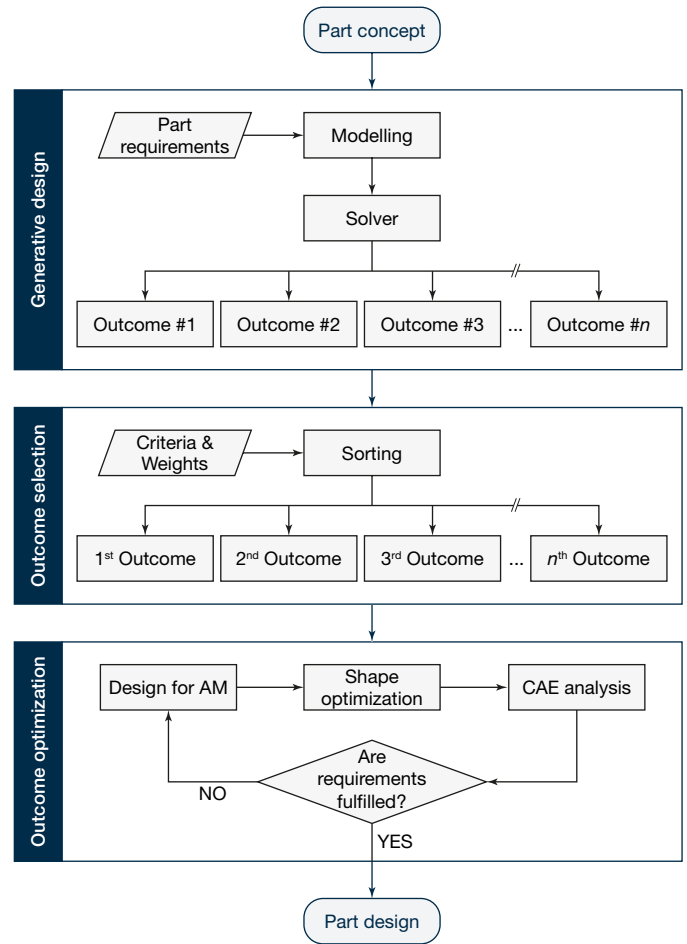 Part concept
Generative design
Part
requirements
Modelling
Solver
Outcome #1
Outcome #2
Outcome #3
...
Outcome #n
Outcome selection
Criteria &
Weights
Sorting
1st Outcome
2nd Outcome
3rd Outcome
...
nth Outcome
Outcome optimization
Design for AM
Shape
optimization
CAE analysis
Are
requirements
fulfilled?
NO
YES
Part design